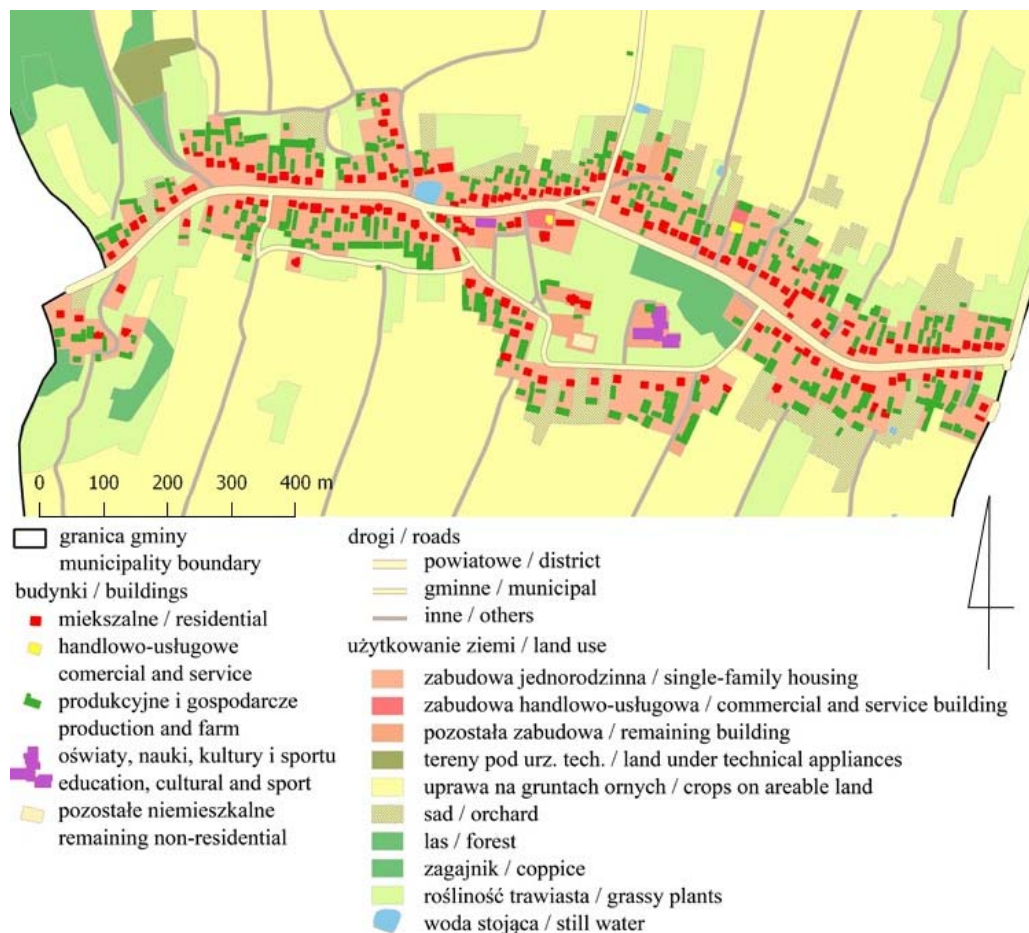 0 100 200 300 400 m
granica gminy
municipality boundary
budynki / buildings
miekszalne / residential
handlowo-usługowe
comercial and service
produkcyjne i gospodarcze
production and farm
oświaty, nauki, kultury i sportu
education, cultural and sport
pozostałe niemieszkalne
remaining non-residential
drogi / roads
powiatowe / district
gminne / municipal
inne / others
użytkowanie ziemi / land use
zabudowa jednorodzinna / single-family housing
zabudowa handlowo-usługowa / commercial and service building
pozostała zabudowa / remaining building
tereny pod urz. tech. / land under technical appliances
uprawa na gruntach ornych / crops on areable land
sad / orchard
las / forest
zagajnik / coppice
rośliność trawiasta / grassy plants
woda stojąca / still water